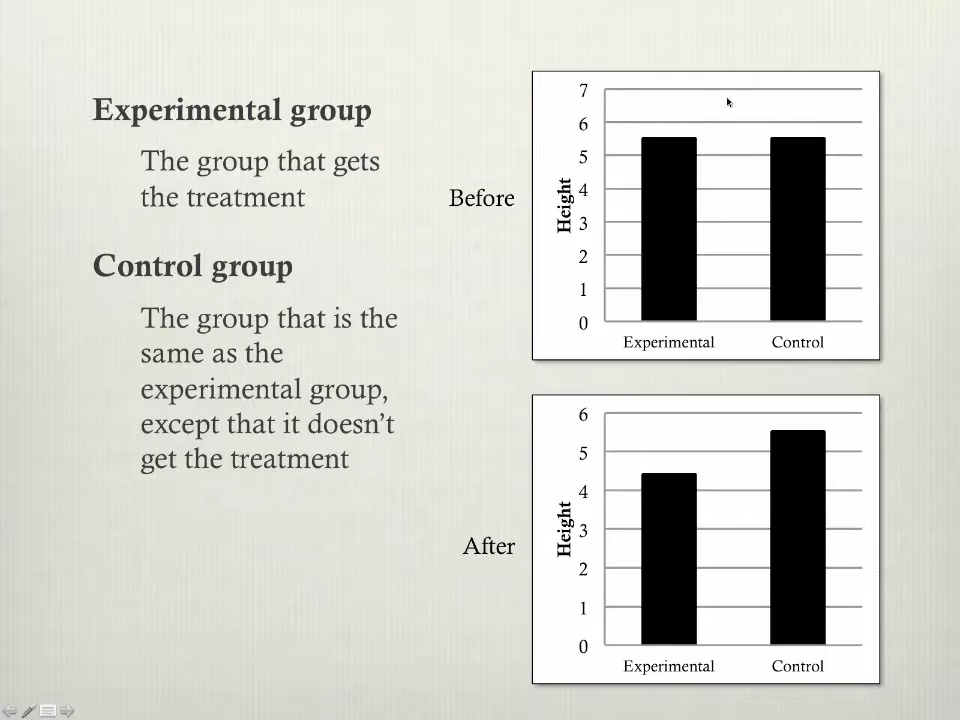 Experimental group
The group that gets
the treatment
Control group
The group that is the
same as the
experimental group,
except that it doesn’t
get the treatment
Before
Height
7
6
5
4
3
2
1
0
Experimental Control
After
Height
6
5
4
3
2
1
0
Experimental Control